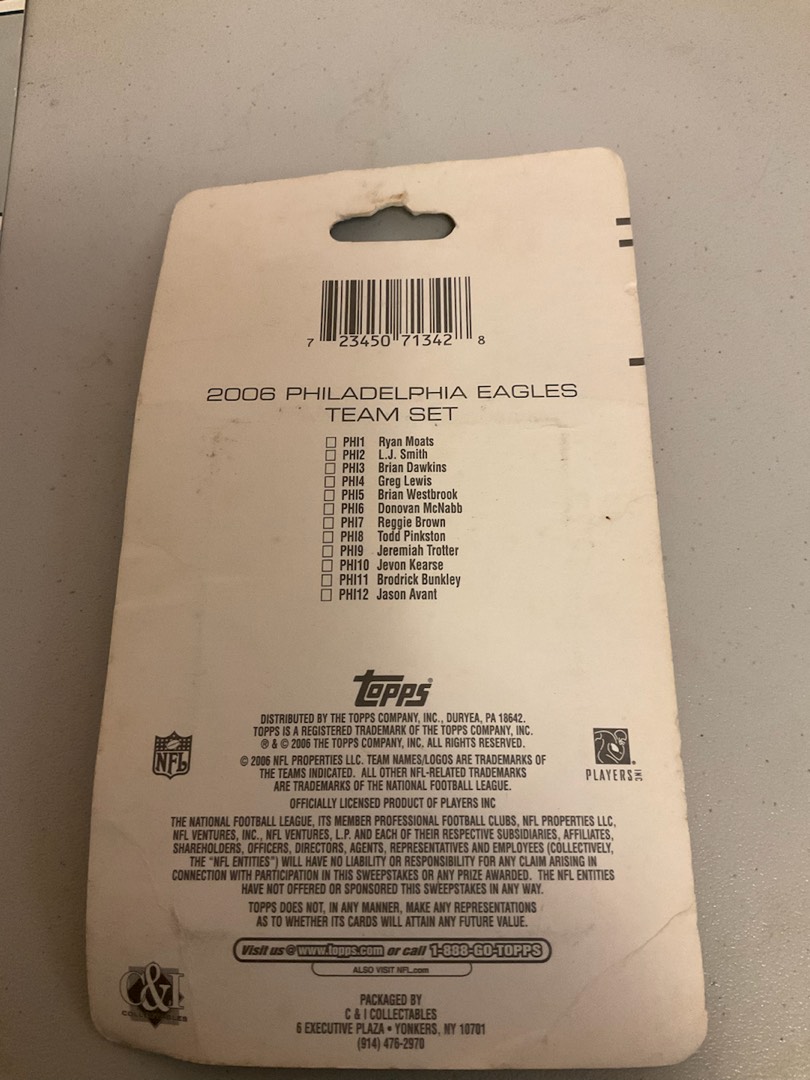 7 23450 71342 8
2006 PHILADELPHIA EAGLES
TEAM SET
PHI1 Ryan Moats
PHI2 L.J. Smith
PHI3 Brian Dawkins
PHI4 Greg Lewis
PHI5 Brian Westbrook
PHI6 Donovan McNabb
PHI7 Reggie Brown
PHI8 Todd Pinkston
PHI9 Jeremiah Trotter
PHI10 Jevon Kearse
PHI11 Brodrick Bunkley
PHI12 Jason Avant
Topps®
DISTRIBUTED BY THE TOPPS COMPANY, INC., DURYEA, PA 18642.
TOPPS IS A REGISTERED TRADEMARK OF THE TOPPS COMPANY, INC.
® & © 2006 THE TOPPS COMPANY, INC. ALL RIGHTS RESERVED.
NFL
© 2006 NFL PROPERTIES LLC. TEAM NAMES/LOGOS ARE TRADEMARKS OF
THE TEAMS INDICATED. ALL OTHER NFL-RELATED TRADEMARKS
ARE TRADEMARKS OF THE NATIONAL FOOTBALL LEAGUE.
PLAYERS INC
OFFICIALLY LICENSED PRODUCT OF PLAYERS INC
THE NATIONAL FOOTBALL LEAGUE, ITS MEMBER PROFESSIONAL FOOTBALL CLUBS, NFL PROPERTIES LLC,
NFL VENTURES, INC., NFL VENTURES, L.P. AND EACH OF THEIR RESPECTIVE SUBSIDIARIES, AFFILIATES,
SHAREHOLDERS, OFFICERS, DIRECTORS, AGENTS, REPRESENTATIVES AND EMPLOYEES (COLLECTIVELY,
THE "NFL ENTITIES") WILL HAVE NO LIABILITY OR RESPONSIBILITY FOR ANY CLAIM ARISING IN
CONNECTION WITH PARTICIPATION IN THIS SWEEPSTAKES OR ANY PRIZE AWARDED. THE NFL ENTITIES
HAVE NOT OFFERED OR SPONSORED THIS SWEEPSTAKES IN ANY WAY.
TOPPS DOES NOT, IN ANY MANNER, MAKE ANY REPRESENTATIONS
AS TO WHETHER ITS CARDS WILL ATTAIN ANY FUTURE VALUE.
Visit us @ www.topps.com or call 1-888-GO-TOPPS
ALSO VISIT NFL.com
C&I
COLLECTABLES
PACKAGED BY
C & I COLLECTABLES
6 EXECUTIVE PLAZA • YONKERS, NY 10701
(914) 476-2970